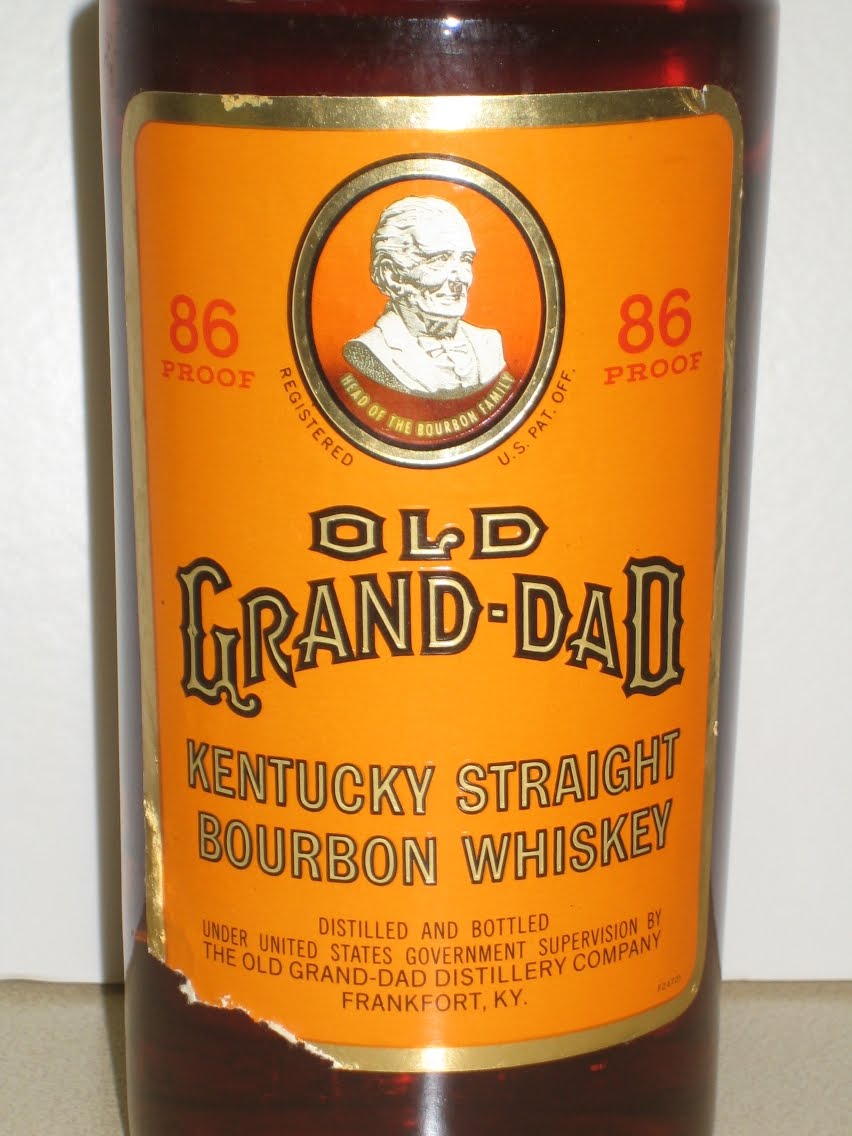 HEAD OF THE BOURBON FAMILY
86 PROOF
86 PROOF
REGISTERED
U.S. PAT. OFF.
OLD
GRAND-DAD
KENTUCKY STRAIGHT
BOURBON WHISKEY
DISTILLED AND BOTTLED
UNDER UNITED STATES GOVERNMENT SUPERVISION BY
THE OLD GRAND-DAD DISTILLERY COMPANY
FRANKFORT, KY.